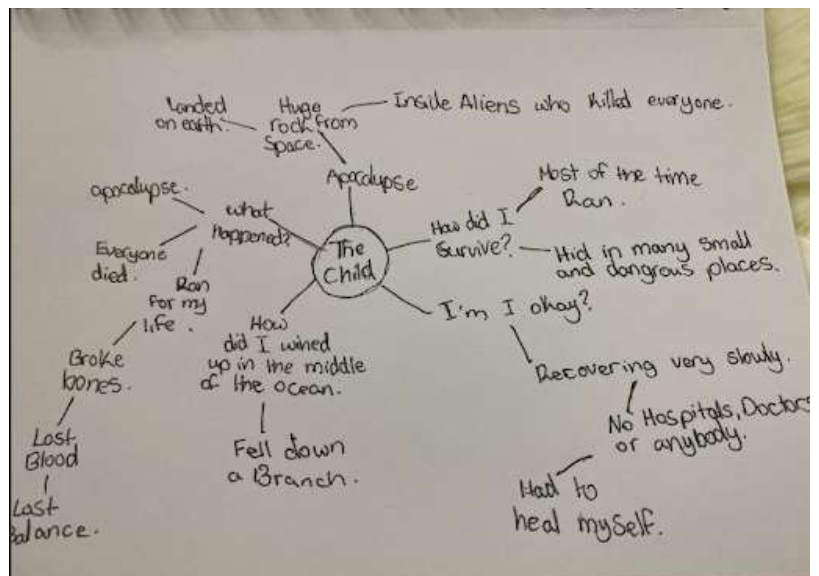 The
Child
Apocalypse
Huge
rock from
Space.
Landed
on earth.
Inside Aliens who killed everyone.
How did I
Survive?
Most of the time
Ran.
Hid in many small
and dangrous places.
I'm I okay?
Recovering very slowly.
No Hospitals, Doctors
or anybody.
Had to
heal myself.
How
did I wined
up in the middle
of the ocean.
Fell down
a Branch.
what
Happened?
apocalypse.
Everyone
died.
Ran
for my
life.
Broke
bones.
Lost
Blood
Lost
Balance.